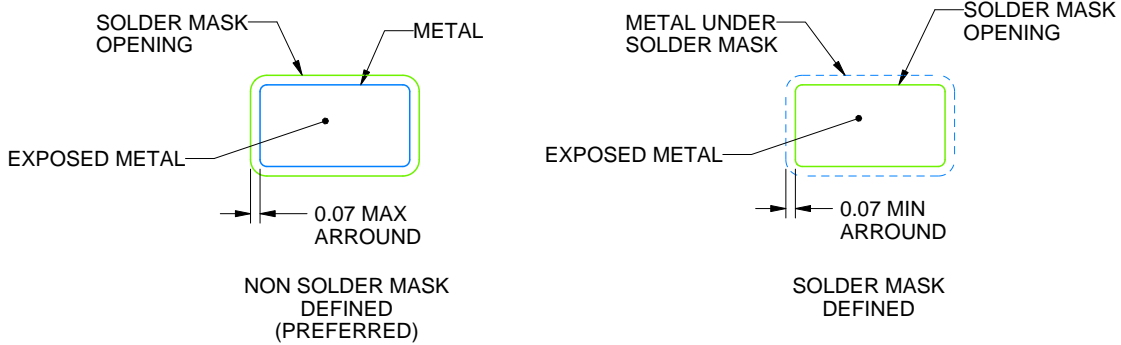 SOLDER MASK
OPENING
METAL
EXPOSED METAL
0.07 MAX
ARROUND
NON SOLDER MASK
DEFINED
(PREFERRED)
METAL UNDER
SOLDER MASK
SOLDER MASK
OPENING
EXPOSED METAL
0.07 MIN
ARROUND
SOLDER MASK
DEFINED